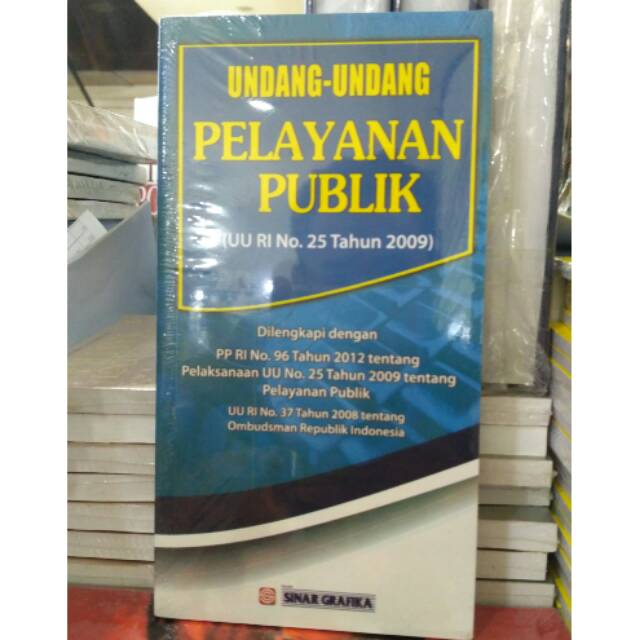 UNDANG-UNDANG
PELAYANAN
PUBLIK
(UU RI No. 25 Tahun 2009)
Dilengkapi dengan
PP RI No. 96 Tahun 2012 tentang
Pelaksanaan UU No. 25 Tahun 2009 tentang
Pelayanan Publik
UU RI No. 37 Tahun 2008 tentang
Ombudsman Republik Indonesia
SINAR GRAFIKA